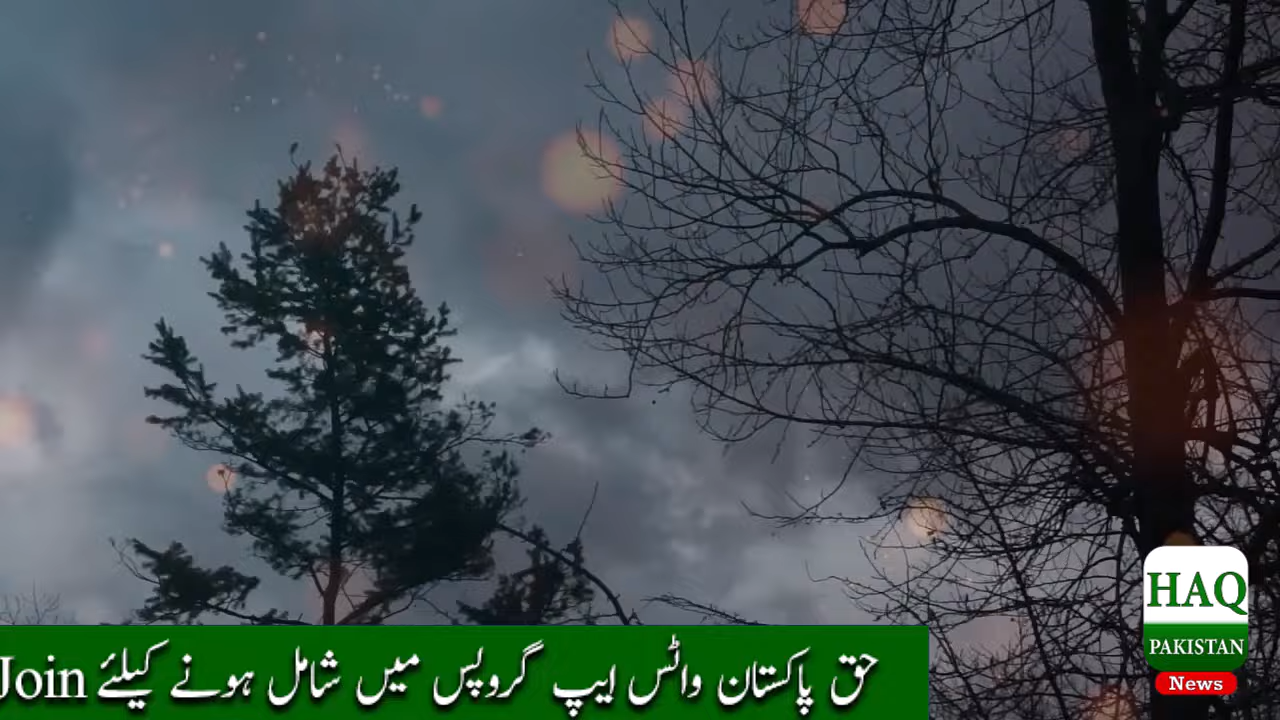 حق پاکستان واٹس ایپ گروپس میں شامل ہونے کیلئے Join
HAQ
PAKISTAN
News